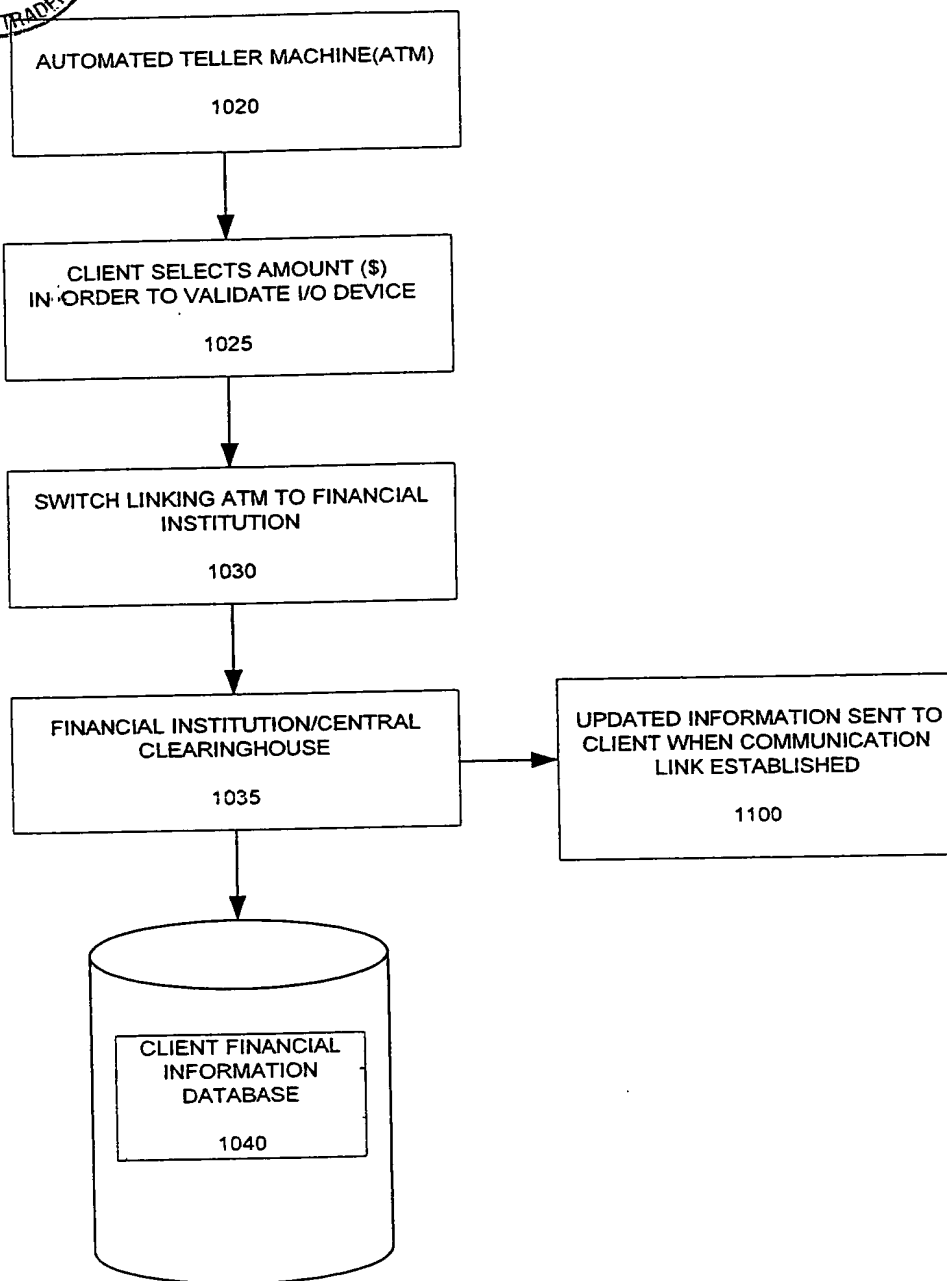 TRADE
AUTOMATED TELLER MACHINE(ATM)
1020
CLIENT SELECTS AMOUNT ($)
IN ORDER TO VALIDATE I/O DEVICE
1025
SWITCH LINKING ATM TO FINANCIAL
INSTITUTION
1030
FINANCIAL INSTITUTION/CENTRAL
CLEARINGHOUSE
1035
UPDATED INFORMATION SENT TO
CLIENT WHEN COMMUNICATION
LINK ESTABLISHED
1100
CLIENT FINANCIAL
INFORMATION
DATABASE
1040